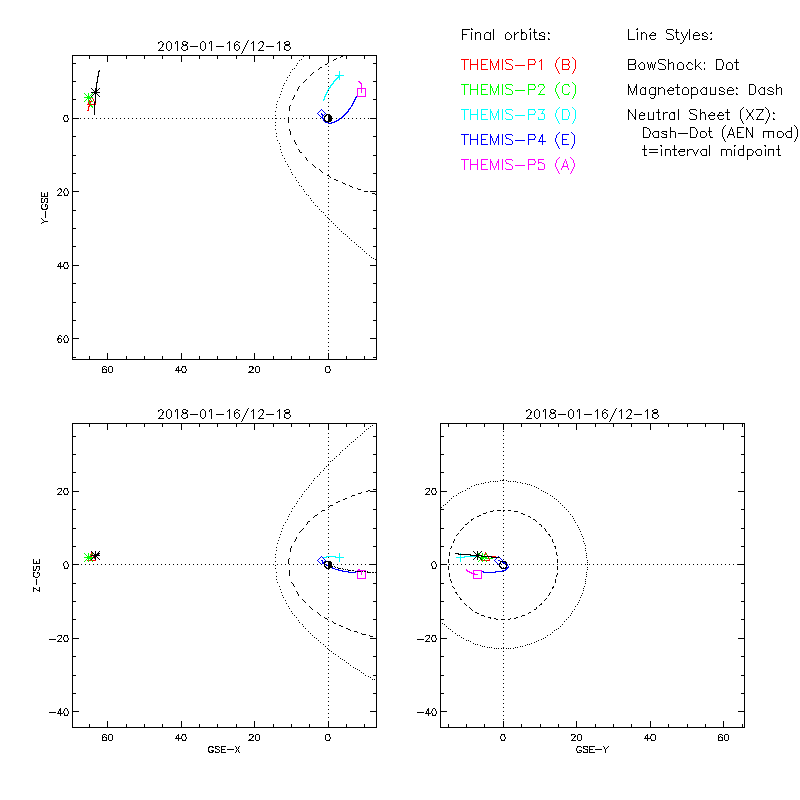 Final orbits:
Line Styles:
THEMIS-P1 (B)
BowShock: Dot
THEMIS-P2 (C)
Magnetopause: Dash
THEMIS-P3 (D)
Neutral Sheet (XZ):
Dash-Dot (AEN mod)
THEMIS-P4 (E)
t=interval midpoint
THEMIS-P5 (A)
2018-01-16/12-18
0
20
40
60
Y-GSE
60 40 20 0
2018-01-16/12-18
20
0
-20
-40
Z-GSE
60 40 20 0
GSE-X
2018-01-16/12-18
20
0
-20
-40
0 20 40 60
GSE-Y